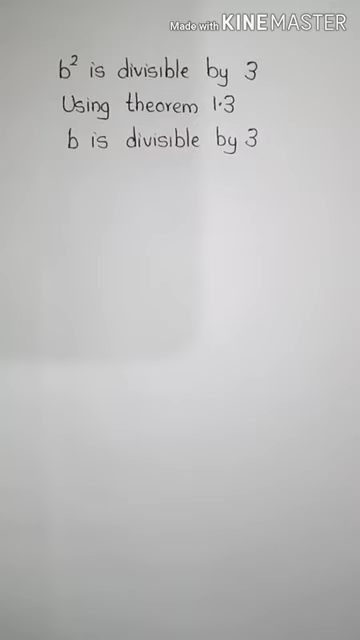 Made with KINEMASTER
b² is divisible by 3
Using theorem 1.3
b is divisible by 3